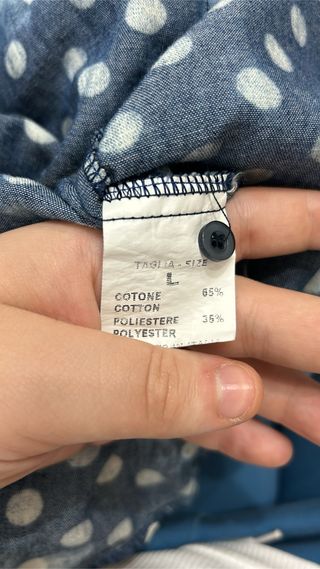 TAGLIA - SIZE
L
COTONE 65%
COTTON
POLIESTERE 35%
POLYESTER